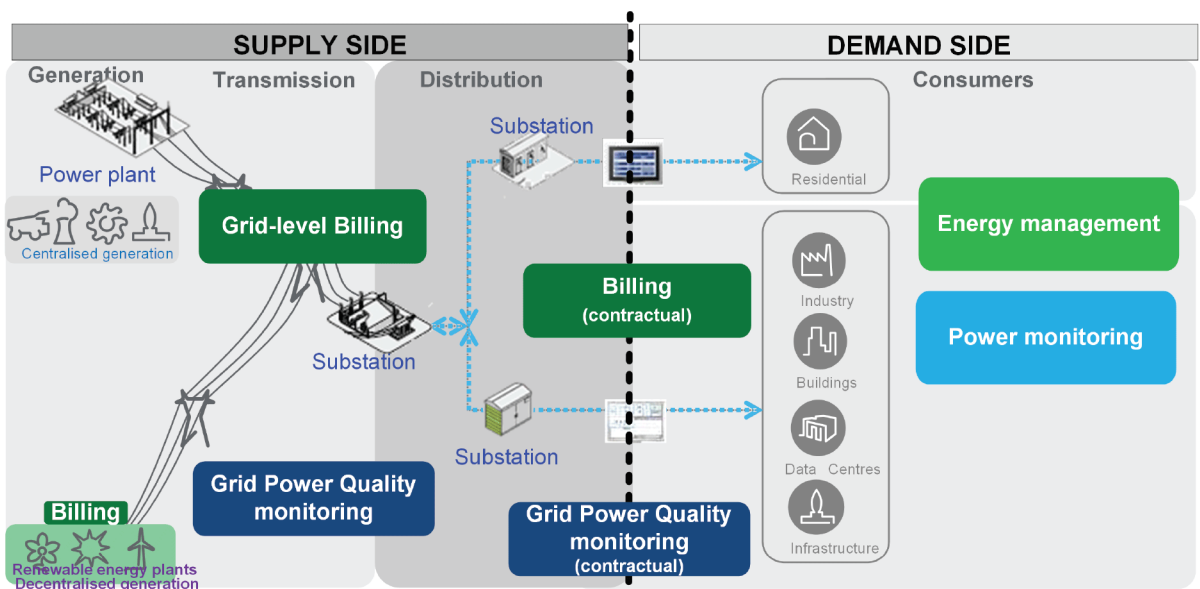 SUPPLY SIDE
DEMAND SIDE
Generation
Transmission
Distribution
Consumers
Substation
Power plant
Residential
Centralised generation
Grid-level Billing
Energy management
Billing
(contractual)
Industry
Substation
Power monitoring
Buildings
Substation
Data Centres
Grid Power Quality
monitoring
Billing
Grid Power Quality
monitoring
(contractual)
Infrastructure
Renewable energy plants
Decentralised generation